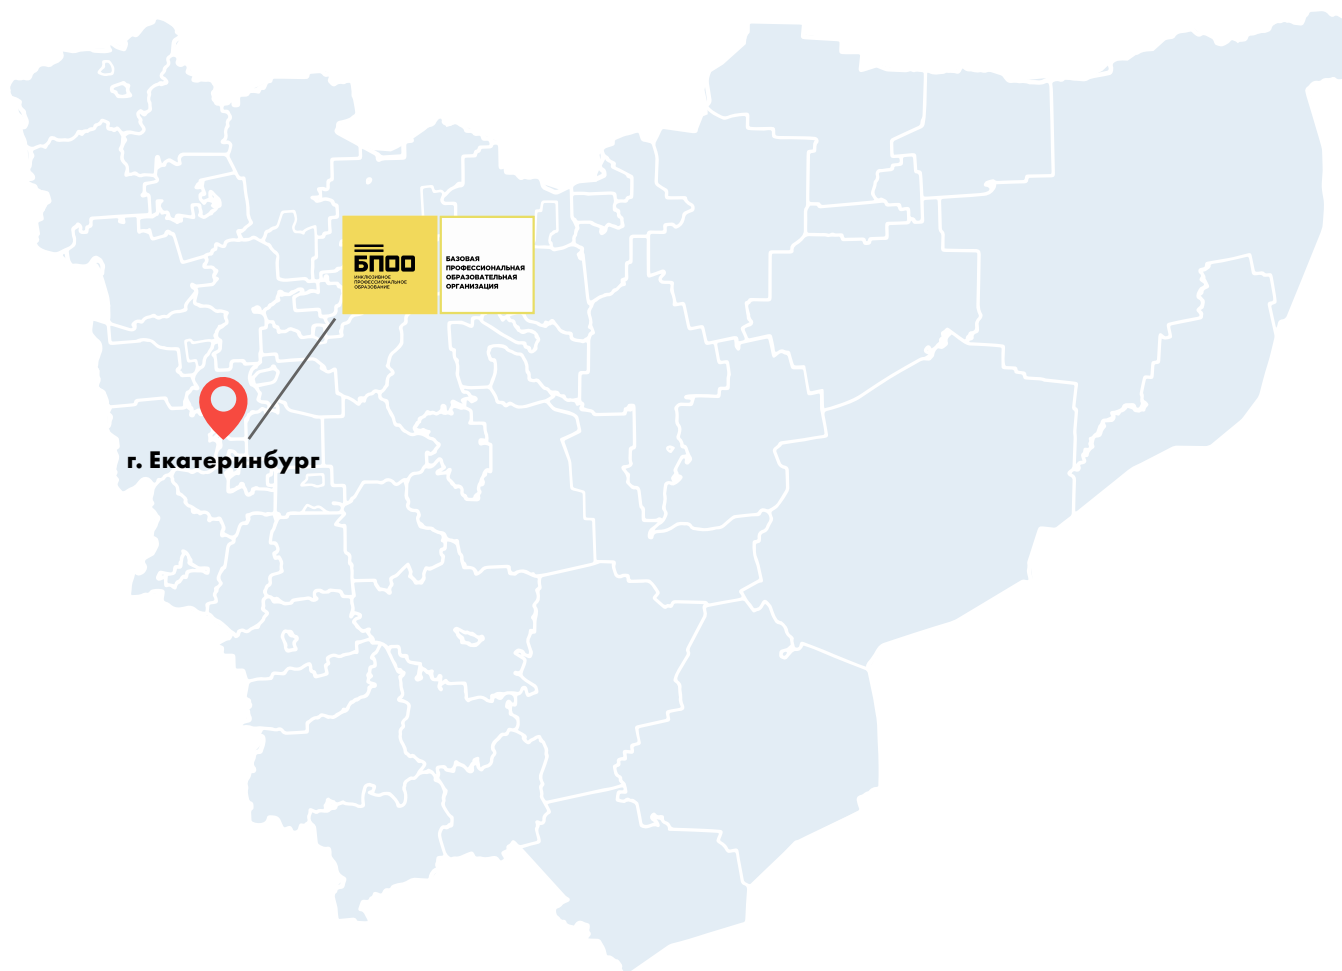 БПОО
ИНКЛЮЗИВНОЕ
ПРОФЕССИОНАЛЬНОЕ
ОБРАЗОВАНИЕ
БАЗОВАЯ
ПРОФЕССИОНАЛЬНАЯ
ОБРАЗОВАТЕЛЬНАЯ
ОРГАНИЗАЦИЯ
г. Екатеринбург